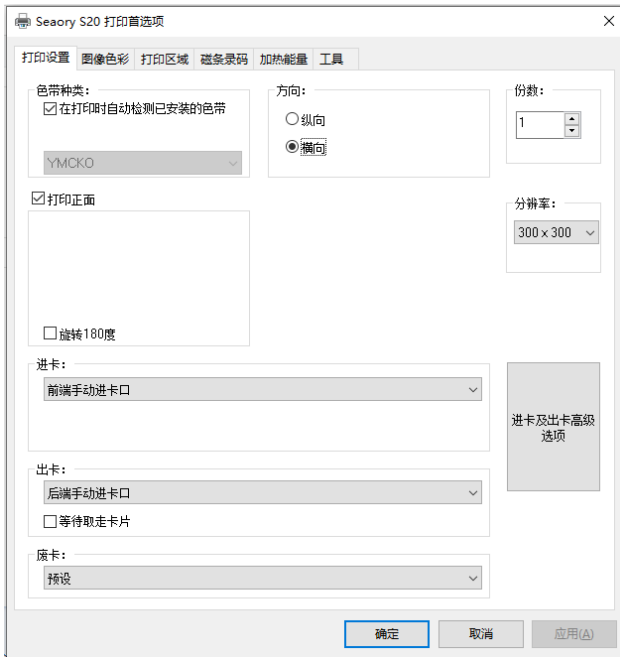 Seaory S20 打印首选项
打印设置 图像色彩 打印区域 磁条录码 加热能量 工具
色带种类:
在打印时自动检测已安装的色带
YMCKO
方向:
纵向
横向
份数:
1
打印正面
旋转180度
分辨率:
300 x 300
进卡:
前端手动进卡口
进卡及出卡高级
选项
出卡:
后端手动进卡口
等待取走卡片
废卡:
预设
确定 取消 应用(A)